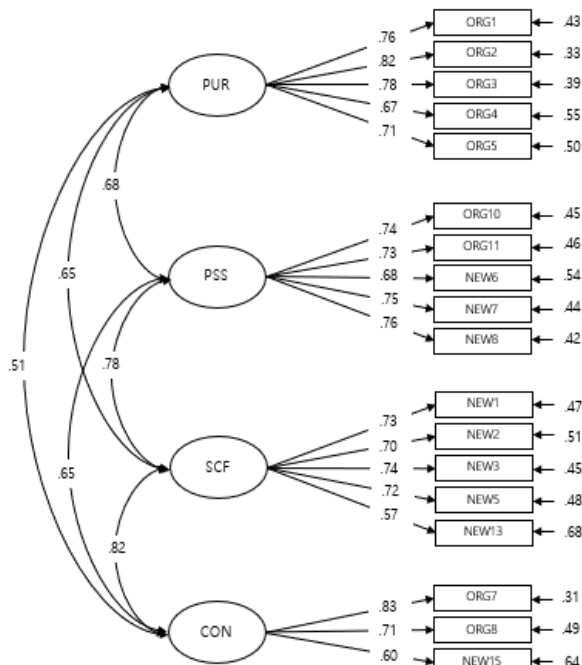 ORG1 .43
.76
ORG2 .33
.82
PUR .78 ORG3 .39
.67
ORG4 .55
.71
ORG5 .50
.68
ORG10 .45
.74
ORG11 .46
.73
.65 PSS .68 NEW6 .54
.75
NEW7 .44
.76
NEW8 .42
.51 .78
NEW1 .47
.73
NEW2 .51
.70
.65 SCF .74 NEW3 .45
.72
NEW5 .48
.57
NEW13 .68
.82
ORG7 .31
.83
CON .71 ORG8 .49
.60
NEW15 .64